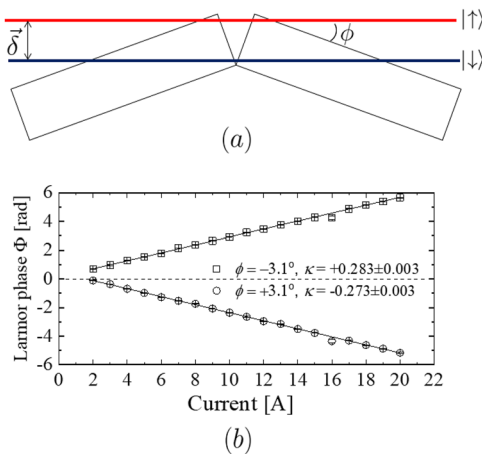 |↑⟩
δ⃗
ϕ
|↓⟩
(a)
Larmor phase Φ [rad]
6
4
2
0
-2
-4
-6
ϕ = −3.1°, κ = +0.283±0.003
ϕ = +3.1°, κ = -0.273±0.003
0 2 4 6 8 10 12 14 16 18 20 22
Current [A]
(b)